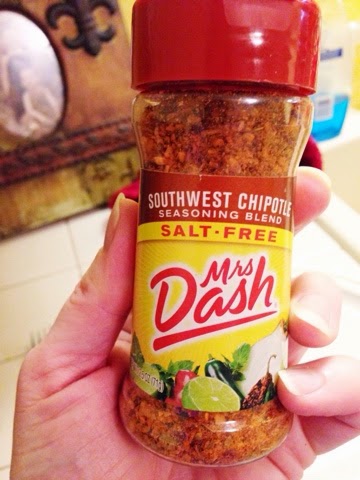 SOUTHWEST CHIPOTLE
SEASONING BLEND
SALT-FREE
Mrs
Dash